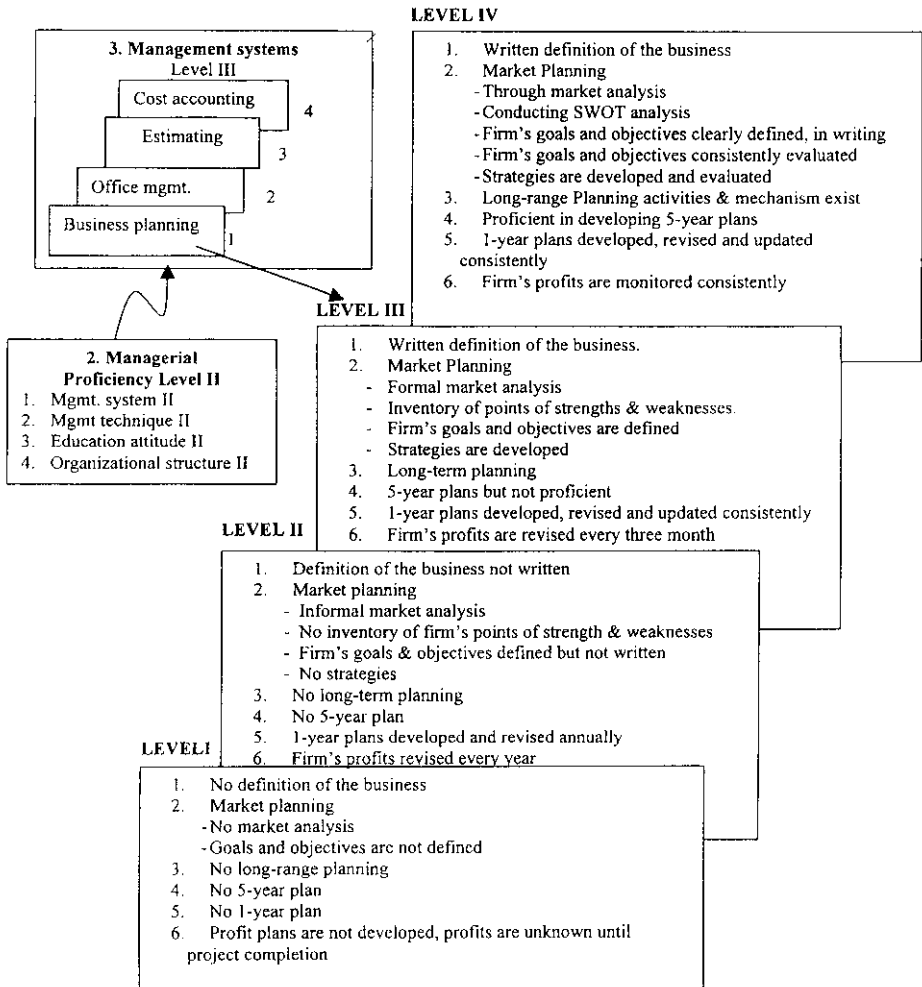 3. Management systems
Level III
Cost accounting
4
Estimating
3
Office mgmt.
2
Business planning
1
2. Managerial
Proficiency Level II
1. Mgmt. system II
2. Mgmt technique II
3. Education attitude II
4. Organizational structure II
LEVEL IV
1. Written definition of the business
2. Market Planning
- Through market analysis
- Conducting SWOT analysis
- Firm's goals and objectives clearly defined, in writing
- Firm's goals and objectives consistently evaluated
- Strategies are developed and evaluated
3. Long-range Planning activities & mechanism exist
4. Proficient in developing 5-year plans
5. 1-year plans developed, revised and updated
consistently
6. Firm's profits are monitored consistently
LEVEL III
1. Written definition of the business.
2. Market Planning
- Formal market analysis
- Inventory of points of strengths & weaknesses.
- Firm's goals and objectives are defined
- Strategies are developed
3. Long-term planning
4. 5-year plans but not proficient
5. 1-year plans developed, revised and updated consistently
6. Firm's profits are revised every three month
LEVEL II
1. Definition of the business not written
2. Market planning
- Informal market analysis
- No inventory of firm's points of strength & weaknesses
- Firm's goals & objectives defined but not written
- No strategies
3. No long-term planning
4. No 5-year plan
5. 1-year plans developed and revised annually
6. Firm's profits revised every year
LEVEL I
1. No definition of the business
2. Market planning
- No market analysis
- Goals and objectives are not defined
3. No long-range planning
4. No 5-year plan
5. No 1-year plan
6. Profit plans are not developed, profits are unknown until
project completion